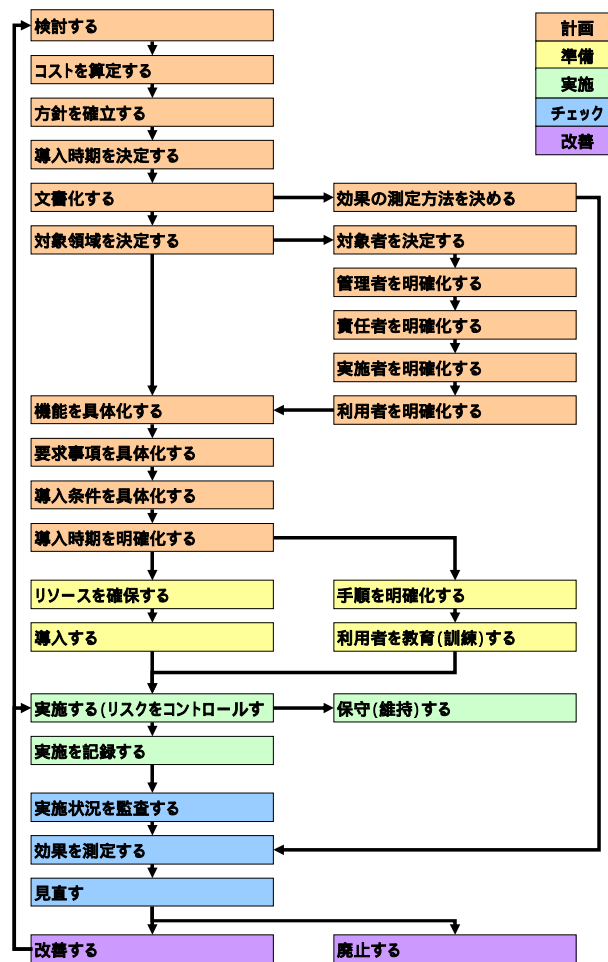 検討する
コストを算定する
方針を確立する
導入時期を決定する
文書化する
効果の測定方法を決める
対象領域を決定する
対象者を決定する
管理者を明確化する
責任者を明確化する
実施者を明確化する
機能を具体化する
利用者を明確化する
要求事項を具体化する
導入条件を具体化する
導入時期を明確化する
リソースを確保する
手順を明確化する
導入する
利用者を教育(訓練)する
実施する(リスクをコントロールす
保守(維持)する
実施を記録する
実施状況を監査する
効果を測定する
見直す
改善する
廃止する
計画
準備
実施
チェック
改善